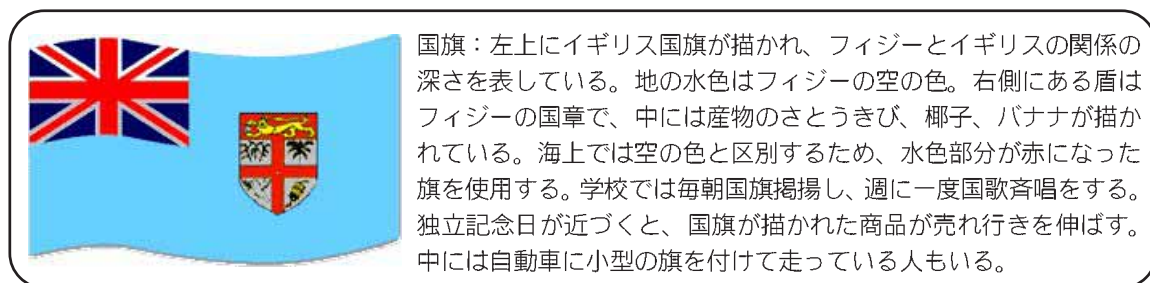 国旗：左上にイギリス国旗が描かれ、フィジーとイギリスの関係の
深さを表している。地の水色はフィジーの空の色。右側にある盾は
フィジーの国章で、中には産物のさとうきび、椰子、バナナが描か
れている。海上では空の色と区別するため、水色部分が赤になった
旗を使用する。学校では毎朝国旗掲揚し、週に一度国歌斉唱をする。
独立記念日が近づくと、国旗が描かれた商品が売れ行きを伸ばす。
中には自動車に小型の旗を付けて走っている人もいる。